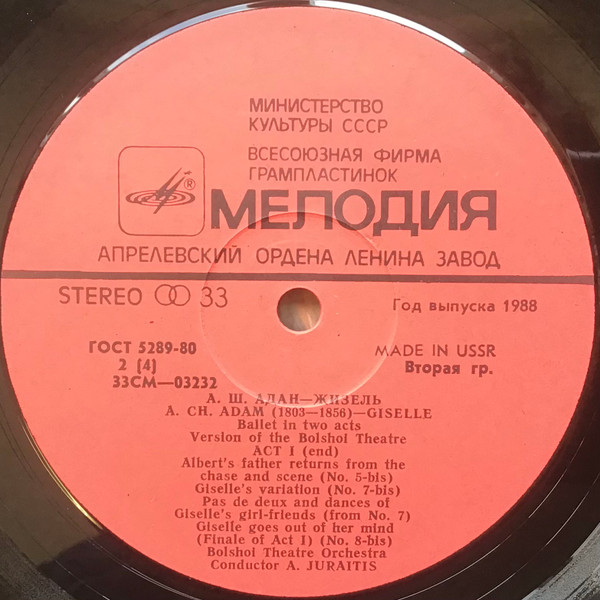 МИНИСТЕРСТВО
КУЛЬТУРЫ СССР
ВСЕСОЮЗНАЯ ФИРМА
ГРАМПЛАСТИНОК
®
МЕЛОДИЯ
АПРЕЛЕВСКИЙ ОРДЕНА ЛЕНИНА ЗАВОД
STEREO 33
Год выпуска 1988
ГОСТ 5289-80
2 (4)
33СМ—03232
MADE IN USSR
Вторая гр.
А. Ш. АДАН—ЖИЗЕЛЬ
A. CH. ADAM (1803—1856)—GISELLE
Ballet in two acts
Version of the Bolshoi Theatre
ACT I (end)
Albert's father returns from the
chase and scene (No. 5-bis)
Giselle's variation (No. 7-bis)
Pas de deux and dances of
Giselle's girl-friends (from No. 7)
Giselle goes out of her mind
(Finale of Act I) (No. 8-bis)
Bolshoi Theatre Orchestra
Conductor A. JURAITIS